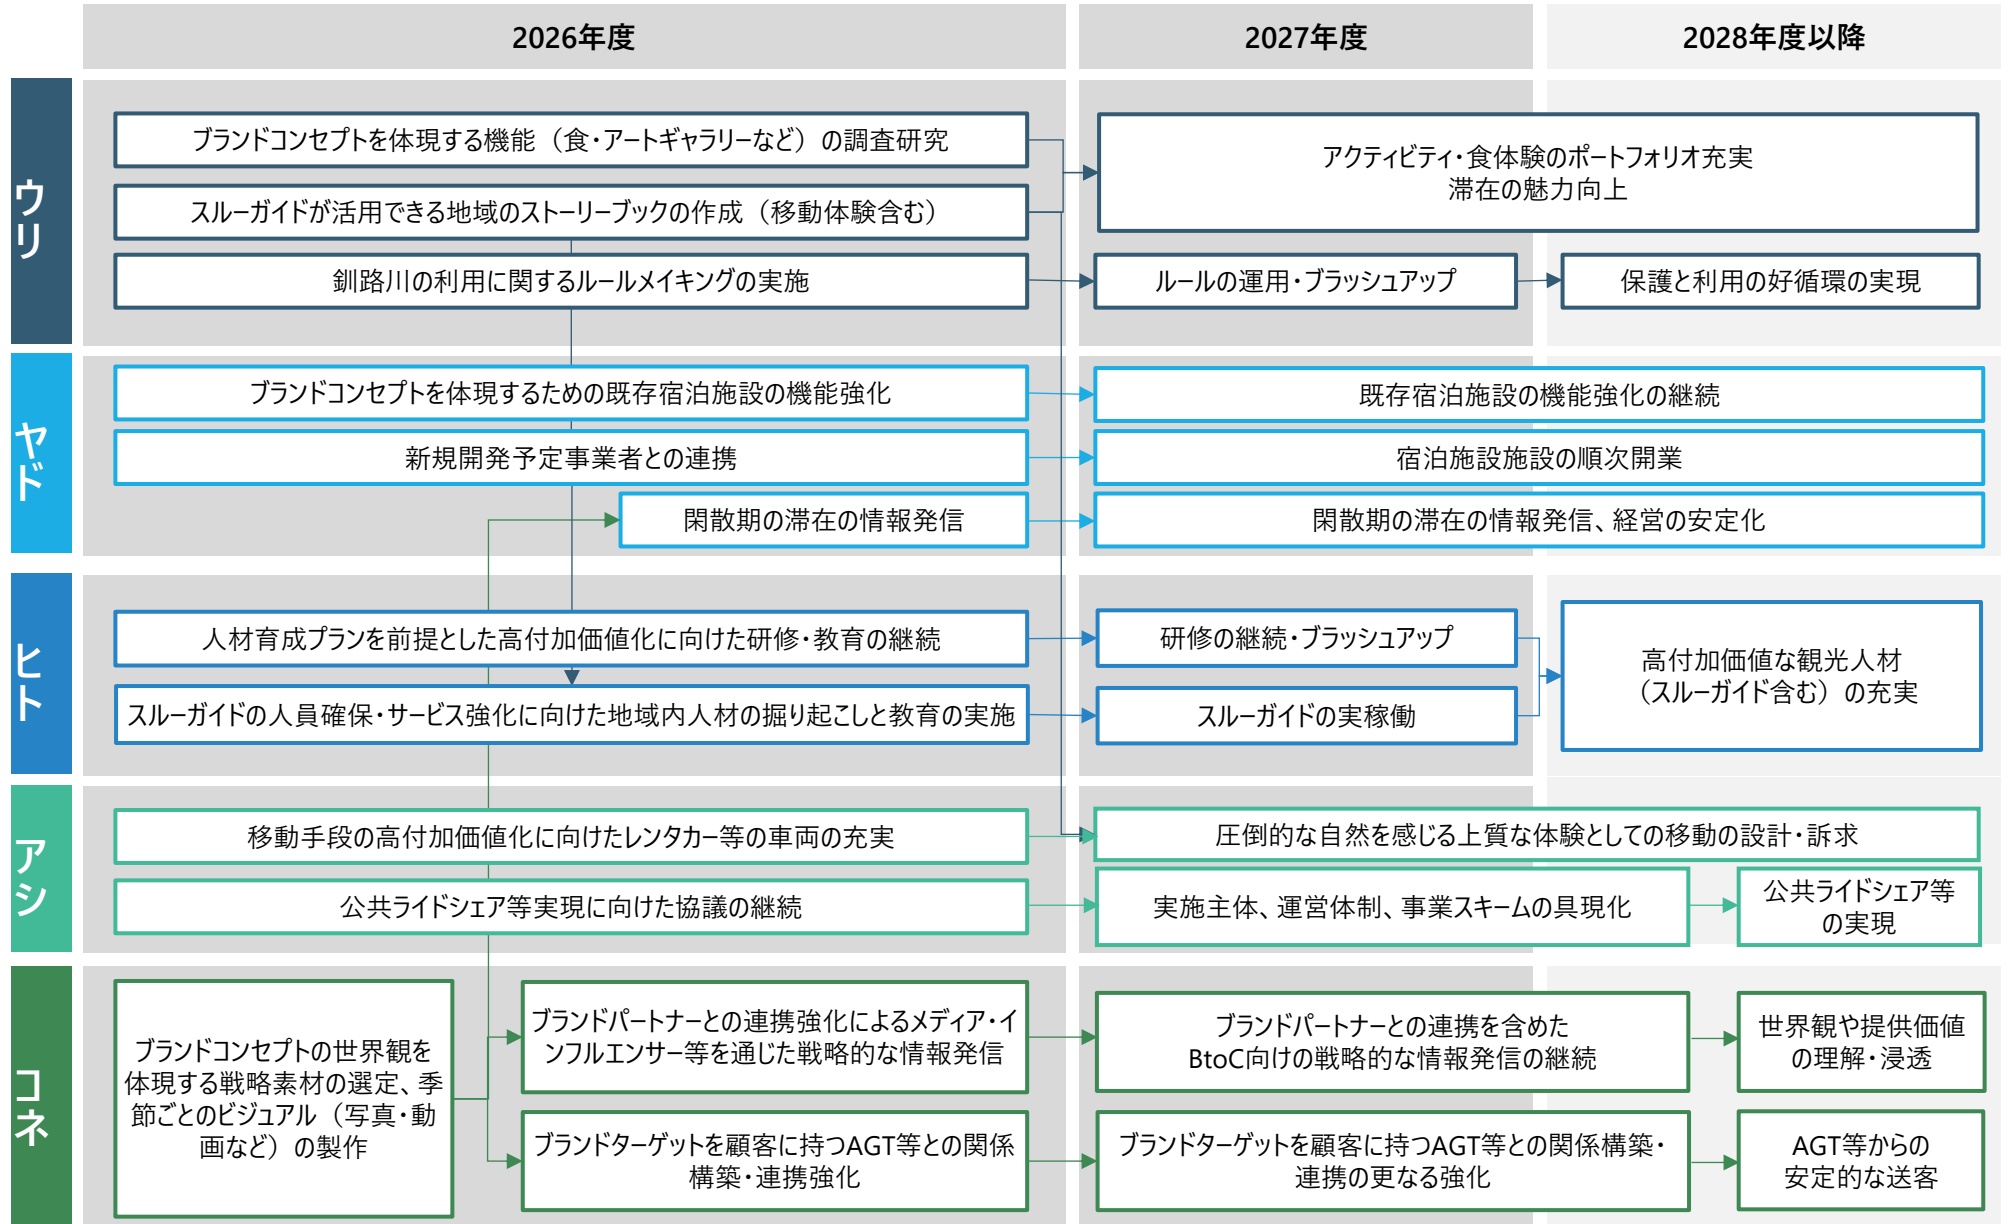 2026年度
2027年度
2028年度以降
ウリ
ブランドコンセプトを体現する機能（食・アートギャラリーなど）の調査研究
スルーガイドが活用できる地域のストーリーブックの作成（移動体験含む）
釧路川の利用に関するルールメイキングの実施
アクティビティ・食体験のポートフォリオ充実
滞在の魅力向上
ルールの運用・ブラッシュアップ
保護と利用の好循環の実現
ヤド
ブランドコンセプトを体現するための既存宿泊施設の機能強化
既存宿泊施設の機能強化の継続
新規開発予定事業者との連携
宿泊施設施設の順次開業
閑散期の滞在の情報発信
閑散期の滞在の情報発信、経営の安定化
ヒト
人材育成プランを前提とした高付加価値化に向けた研修・教育の継続
研修の継続・ブラッシュアップ
スルーガイドの人員確保・サービス強化に向けた地域内人材の掘り起こしと教育の実施
スルーガイドの実稼働
高付加価値な観光人材
（スルーガイド含む）の充実
アシ
移動手段の高付加価値化に向けたレンタカー等の車両の充実
圧倒的な自然を感じる上質な体験としての移動の設計・訴求
公共ライドシェア等実現に向けた協議の継続
実施主体、運営体制、事業スキームの具現化
公共ライドシェア等
の実現
コネ
ブランドコンセプトの世界観を
体現する戦略素材の選定、季
節ごとのビジュアル（写真・動
画など）の製作
ブランドパートナーとの連携強化によるメディア・イ
ンフルエンサー等を通じた戦略的な情報発信
ブランドパートナーとの連携を含めた
BtoC向けの戦略的な情報発信の継続
世界観や提供価値
の理解・浸透
ブランドターゲットを顧客に持つAGT等との関係
構築・連携強化
ブランドターゲットを顧客に持つAGT等との関係構築・
連携の更なる強化
AGT等からの
安定的な送客